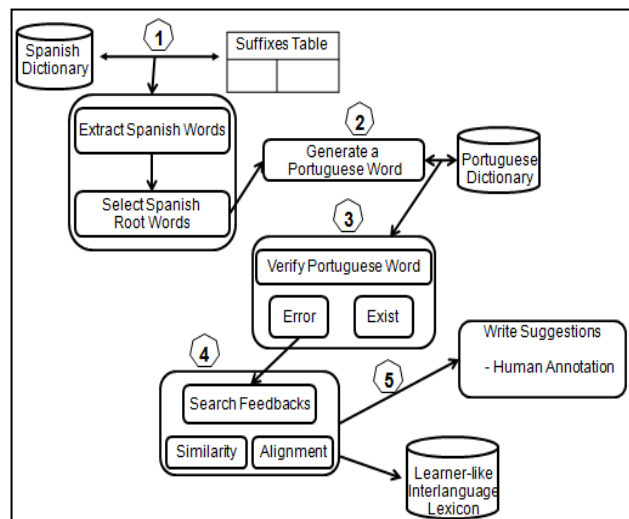 1
Spanish
Dictionary
Suffixes Table
Extract Spanish Words
Select Spanish
Root Words
2
Generate a
Portuguese Word
Portuguese
Dictionary
3
Verify Portuguese Word
Error
Exist
4
Search Feedbacks
Similarity
Alignment
5
Write Suggestions
- Human Annotation
Learner-like
Interlanguage
Lexicon